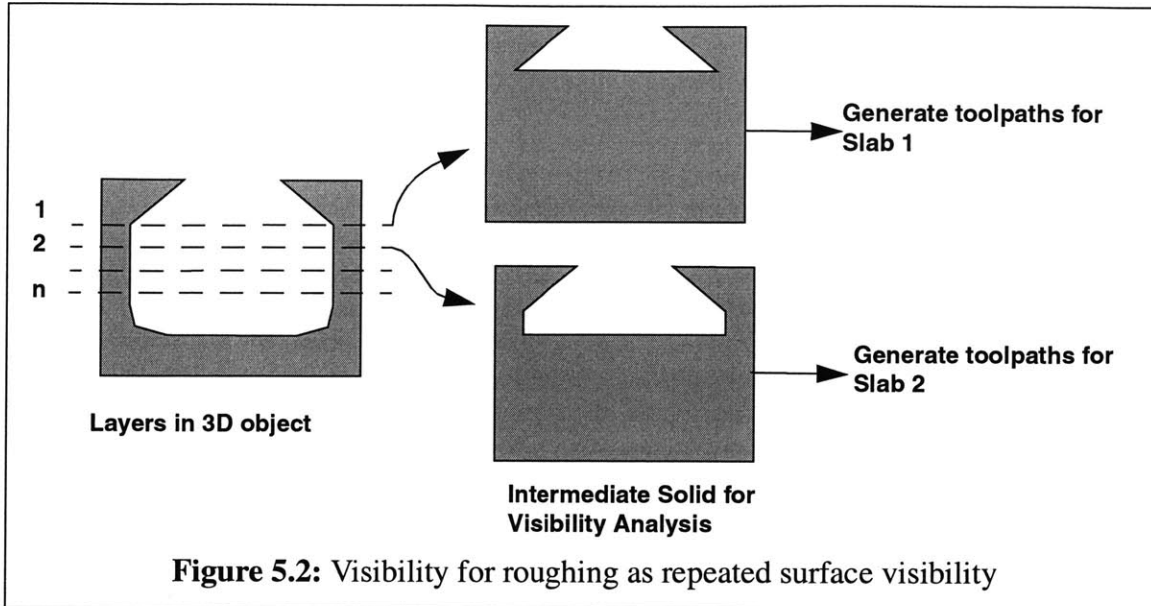 1
2
n
Layers in 3D object
Generate toolpaths for
Slab 1
Generate toolpaths for
Slab 2
Intermediate Solid for
Visibility Analysis
Figure 5.2: Visibility for roughing as repeated surface visibility